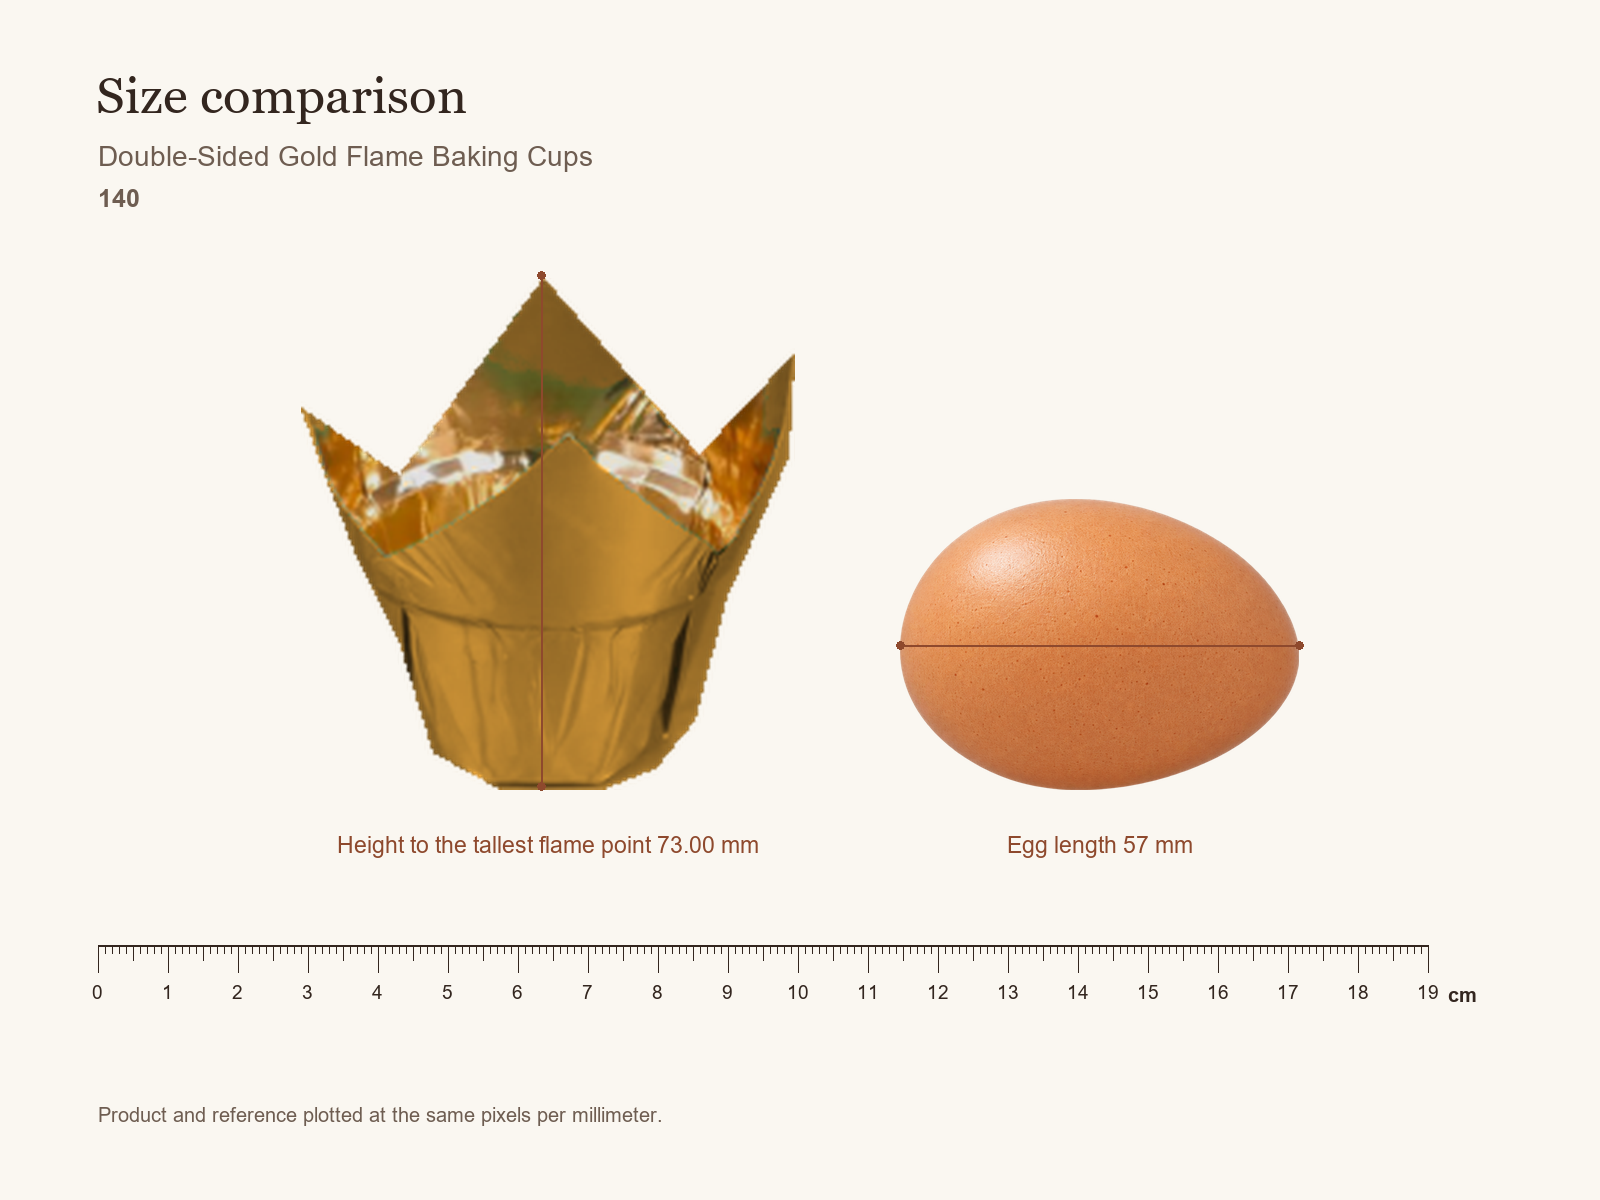 Size comparison
Double-Sided Gold Flame Baking Cups
140
Height to the tallest flame point 73.00 mm
Egg length 57 mm
0 1 2 3 4 5 6 7 8 9 10 11 12 13 14 15 16 17 18 19 cm
Product and reference plotted at the same pixels per millimeter.